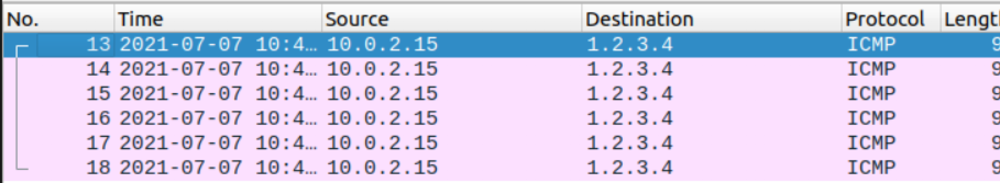 No. Time Source Destination Protocol Lengt
13 2021-07-07 10:4… 10.0.2.15 1.2.3.4 ICMP 9
14 2021-07-07 10:4… 10.0.2.15 1.2.3.4 ICMP 9
15 2021-07-07 10:4… 10.0.2.15 1.2.3.4 ICMP 9
16 2021-07-07 10:4… 10.0.2.15 1.2.3.4 ICMP 9
17 2021-07-07 10:4… 10.0.2.15 1.2.3.4 ICMP 9
18 2021-07-07 10:4… 10.0.2.15 1.2.3.4 ICMP 9